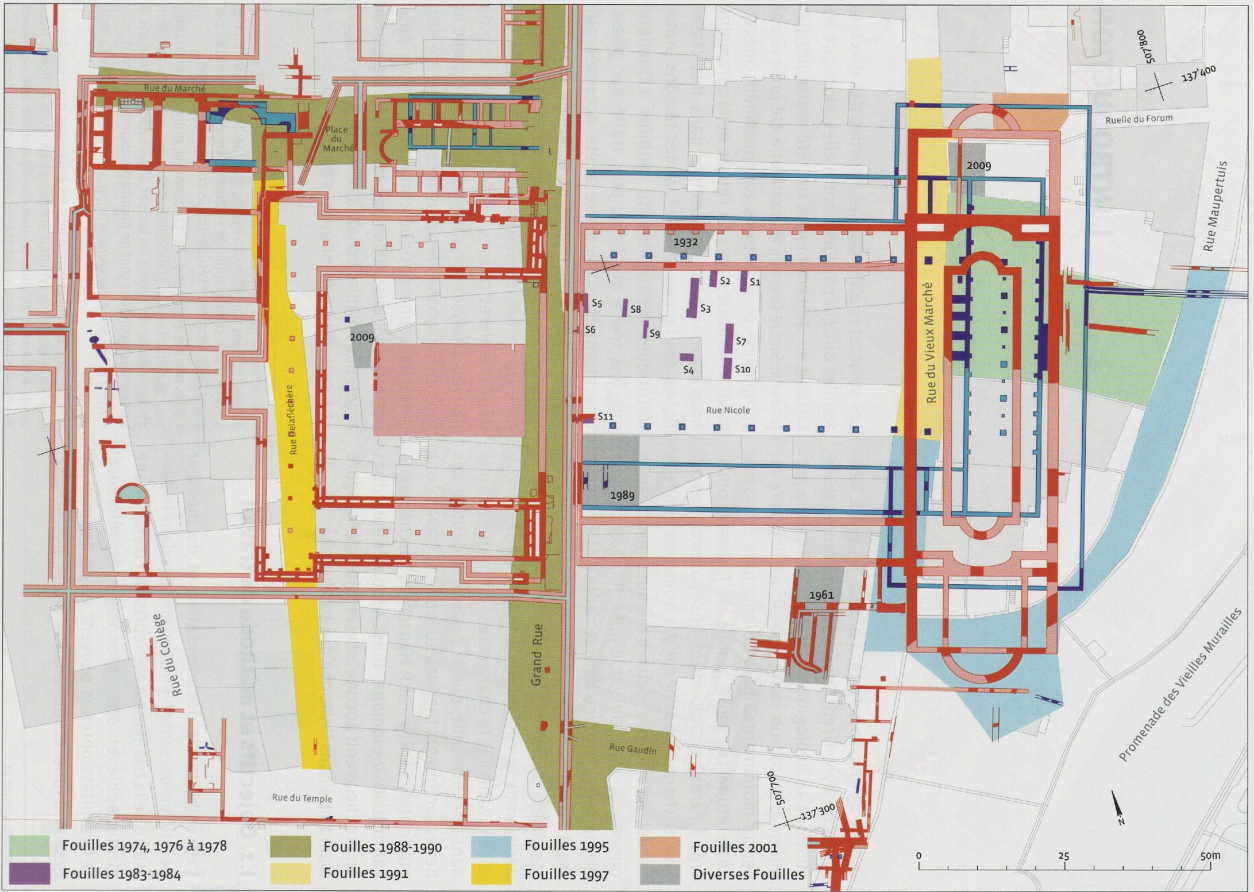 507'800
137'400
Rue du Marché
Ruelle du Forum
Place
du
Marché
2009
Rue Maupertuis
1932
S2
S1
S5
S8
S3
S6
S9
S7
2009
S4
S10
Rue du Vieux Marché
Rue Delafléchère
Rue Nicole
S11
1989
1961
Rue du Collège
Grand Rue
Promenade des Vieilles Murailles
Rue Gaudin
507'700
137'300
Rue du Temple
N
Fouilles 1974, 1976 à 1978
Fouilles 1988-1990
Fouilles 1995
Fouilles 2001
Fouilles 1983-1984
Fouilles 1991
Fouilles 1997
Diverses Fouilles
0 25 50m